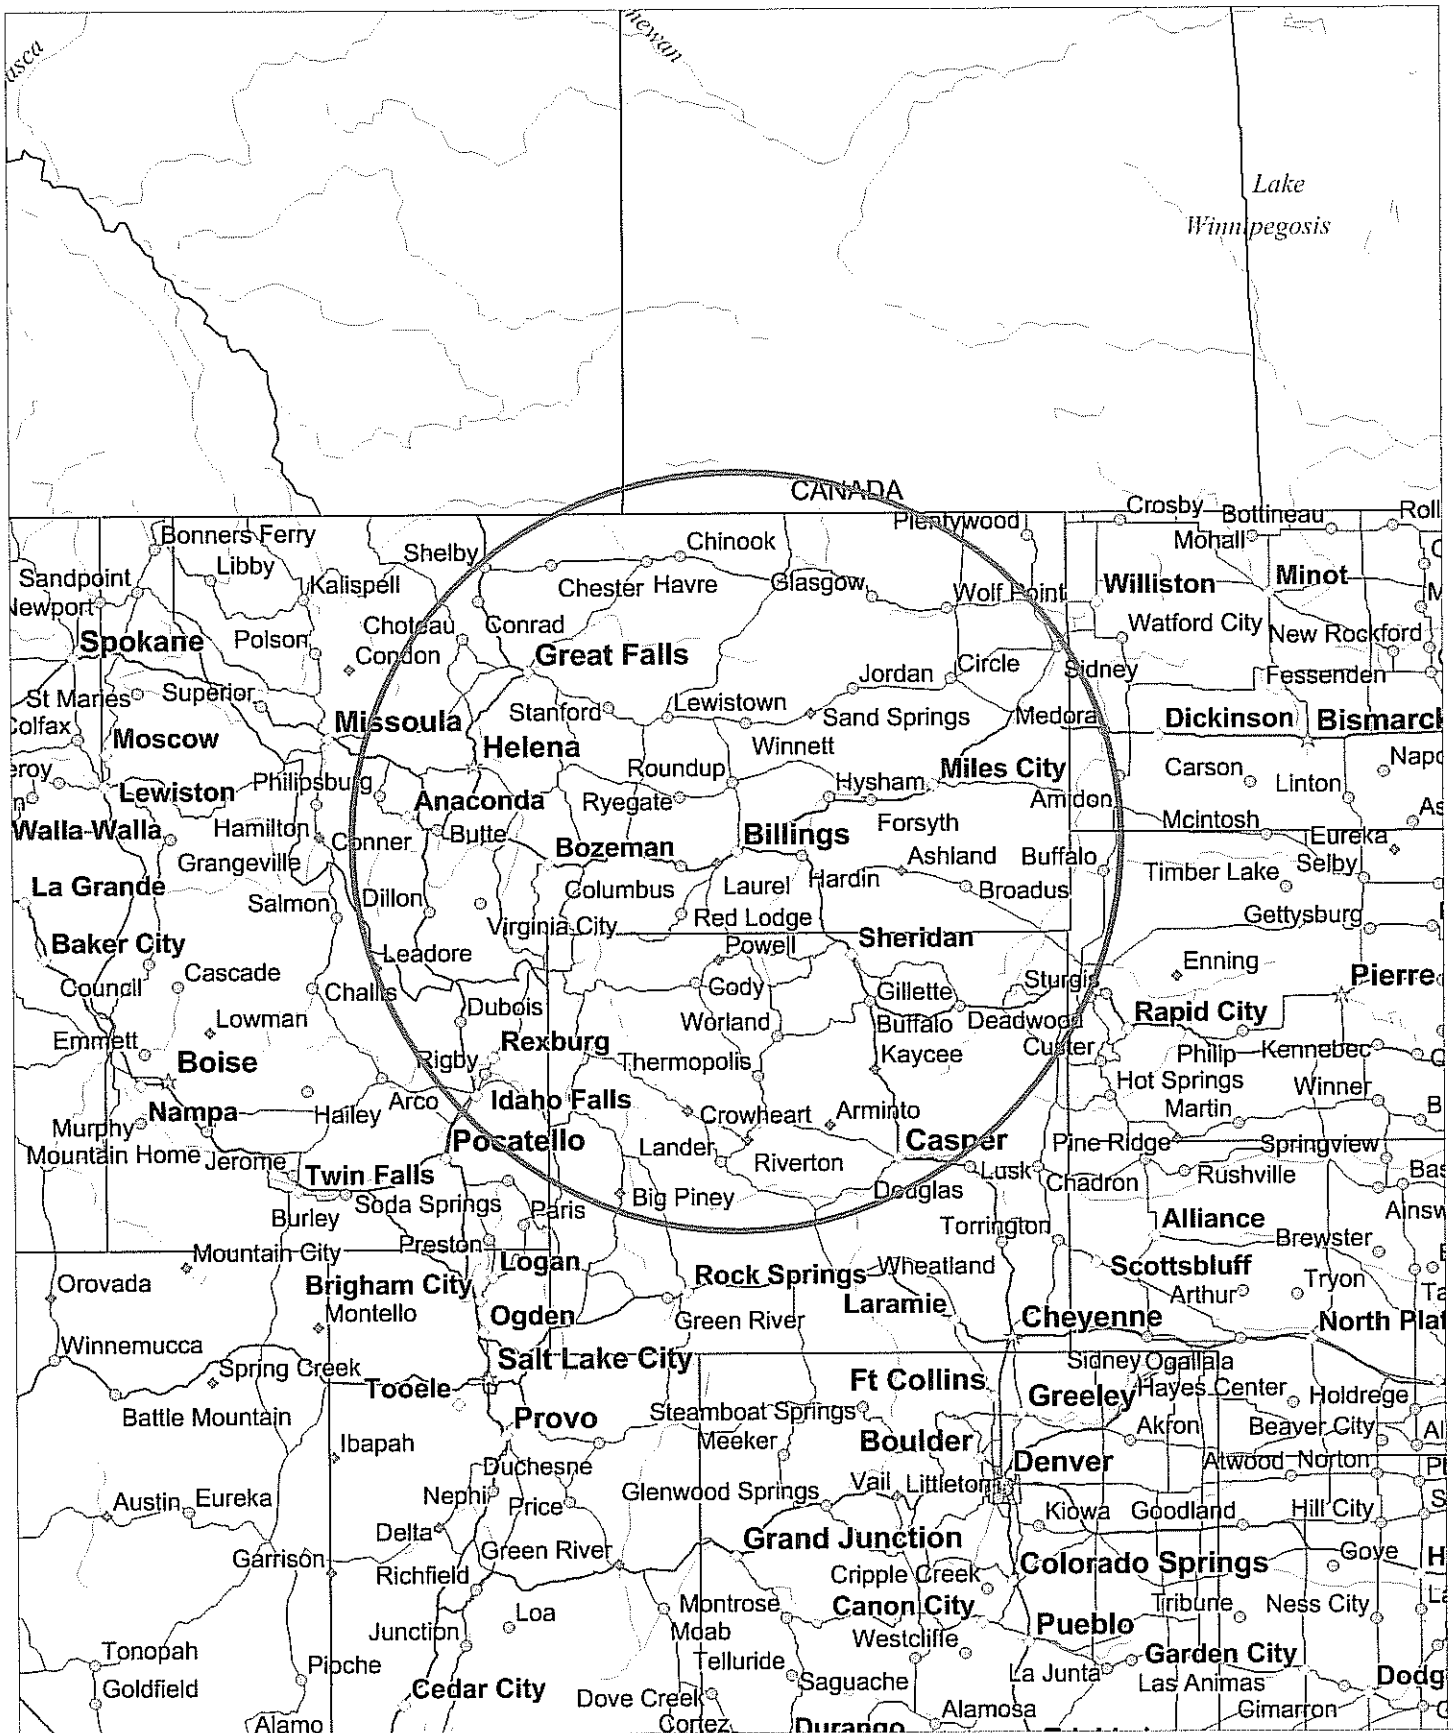 Lake
Winnipegosis
CANADA
Crosby
Bottineau
Plentywood
Bonners Ferry
Chinook
Mohall
Shelby
Libby
Sandpoint
Kalispell
Chester
Havre
Glasgow
Wolf Point
Williston
Minot
Choteau
Conrad
Watford City
New Rockford
Spokane
Polson
Condon
Great Falls
Jordan
Circle
Sidney
Fessenden
St Maries
Superior
Missoula
Stanford
Lewistown
Sand Springs
Medora
Dickinson
Moscow
Helena
Winnett
Roundup
Hysham
Miles City
Carson
Linton
Lewiston
Philipsburg
Anaconda
Ryegate
Amidon
Walla Walla
Hamilton
Conner
Butte
Billings
Forsyth
Mcintosh
Eureka
Grangeville
Bozeman
Ashland
Buffalo
Timber Lake
Selby
La Grande
Salmon
Dillon
Columbus
Laurel
Hardin
Broadus
Virginia City
Red Lodge
Gettysburg
Baker City
Leadore
Powell
Sheridan
Council
Cascade
Challis
Cody
Gillette
Sturgis
Enning
Pierre
Lowman
Dubois
Worland
Buffalo
Deadwood
Rapid City
Emmett
Boise
Rexburg
Rigby
Thermopolis
Kaycee
Custer
Philip
Kennebec
Nampa
Hailey
Arco
Idaho Falls
Crowheart
Arminto
Hot Springs
Winner
Murphy
Martin
Mountain Home
Jerome
Pocatello
Lander
Riverton
Casper
Pine Ridge
Springview
Twin Falls
Lusk
Chadron
Rushville
Burley
Soda Springs
Paris
Big Piney
Douglas
Mountain City
Preston
Torrington
Alliance
Brewster
Orovada
Brigham City
Logan
Rock Springs
Wheatland
Scottsbluff
Arthur
Tryon
Montello
Ogden
Green River
Laramie
Cheyenne
Winnemucca
Spring Creek
Salt Lake City
Sidney
Ogallala
Tooele
Ft Collins
Greeley
Hayes Center
Holdrege
Battle Mountain
Provo
Steamboat Springs
Akron
Beaver City
Ibapah
Meeker
Boulder
Denver
Atwood
Norton
Duchesne
Austin
Eureka
Nephi
Price
Glenwood Springs
Vail
Littleton
Kiowa
Goodland
Hill City
Delta
Garrison
Green River
Grand Junction
Colorado Springs
Gove
Richfield
Cripple Creek
Loa
Montrose
Canon City
Tribune
Ness City
Junction
Moab
Westcliffe
Pueblo
Tonopah
Pioche
Telluride
Saguache
La Junta
Garden City
Goldfield
Cedar City
Dove Creek
Las Animas
Alamo
Cortez
Durango
Alamosa
Cimarron